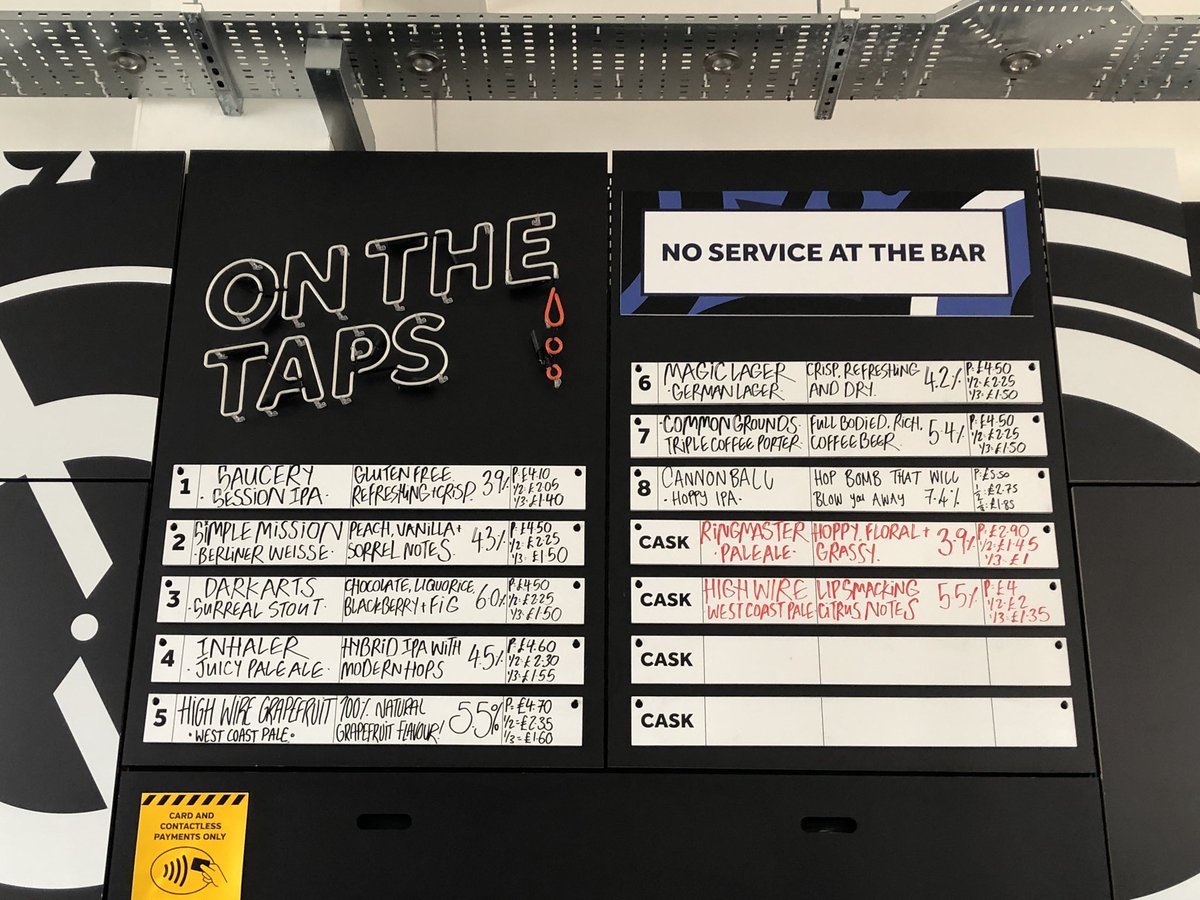 ON THE
TAPS
1 SAUCERY · SESSION IPA · GLUTEN FREE REFRESHING + CRISP. 3.9% P: £4.10 1/2: £2.05 1/3: £1.40
2 SIMPLE MISSION · BERLINER WEISSE · PEACH, VANILLA + SORREL NOTES. 4.3% P: £4.50 1/2: £2.25 1/3: £1.50
3 DARK ARTS · SURREAL STOUT · CHOCOLATE, LIQUORICE, BLACKBERRY + FIG 6.0% P: £4.50 1/2: £2.25 1/3: £1.50
4 INHALER · JUICY PALE ALE · HYBRID IPA WITH MODERN HOPS 4.5% P: £4.60 1/2: £2.30 1/3: £1.55
5 HIGH WIRE GRAPEFRUIT · WEST COAST PALE · 100% NATURAL GRAPEFRUIT FLAVOUR! 5.5% P: £4.70 1/2 = £2.35 1/3 = £1.60
NO SERVICE AT THE BAR
6 MAGIC LAGER · GERMAN LAGER · CRISP, REFRESHING AND DRY. 4.2% P: £4.50 1/2: £2.25 1/3: £1.50
7 · COMMON GROUNDS · TRIPLE COFFEE PORTER · FULL BODIED, RICH, COFFEE BEER. 5.4% P: £4.50 1/2: £2.25 1/3: £1.50
8 CANNONBALL · HOPPY IPA · HOP BOMB THAT WILL BLOW YOU AWAY 7.4% P: £5.50 1/2: £2.75 1/3: £1.85
CASK RINGMASTER · PALE ALE · HOPPY, FLORAL + GRASSY. 3.9% P: £2.90 1/2: £1.45 1/3: £1
CASK HIGH WIRE WEST COAST PALE LIPSMACKING CITRUS NOTES 5.5% P: £4 1/2: £2 1/3: £1.35
CASK
CASK
CARD AND
CONTACTLESS
PAYMENTS ONLY